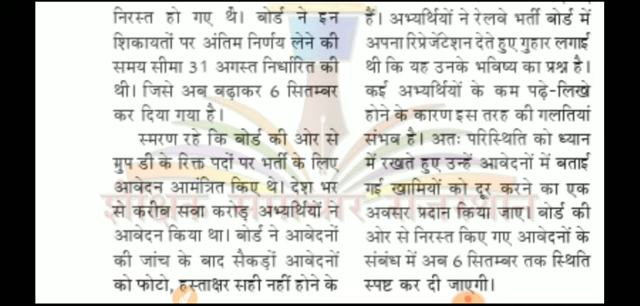 निरस्त हो गए थे। बोर्ड ने इन
शिकायतों पर अंतिम निर्णय लेने की
समय सीमा 31 अगस्त निर्धारित की
थी। जिसे अब बढ़ाकर 6 सितम्बर
कर दिया गया है।
स्मरण रहे कि बोर्ड की ओर से
ग्रुप डी के रिक्त पदों पर भर्ती के लिए
आवेदन आमंत्रित किए थे। देश भर
से करीब सवा करोड़ अभ्यर्थियों ने
आवेदन किया था। बोर्ड ने आवेदनों
की जांच के बाद सैकड़ों आवेदनों
को फोटो, हस्ताक्षर सही नहीं होने के
हैं। अभ्यर्थियों ने रेलवे भर्ती बोर्ड में
अपना रिप्रेजेंटेशन देते हुए गुहार लगाई
थी कि यह उनके भविष्य का प्रश्न है।
कई अभ्यर्थियों के कम पढ़े-लिखे
होने के कारण इस तरह की गलतियां
संभव है। अतः परिस्थिति को ध्यान
में रखते हुए उन्हें आवेदनों में बताई
गई खामियों को दूर करने का एक
अवसर प्रदान किया जाए। बोर्ड की
ओर से निरस्त किए गए आवेदनों के
संबंध में अब 6 सितम्बर तक स्थिति
स्पष्ट कर दी जाएगी।